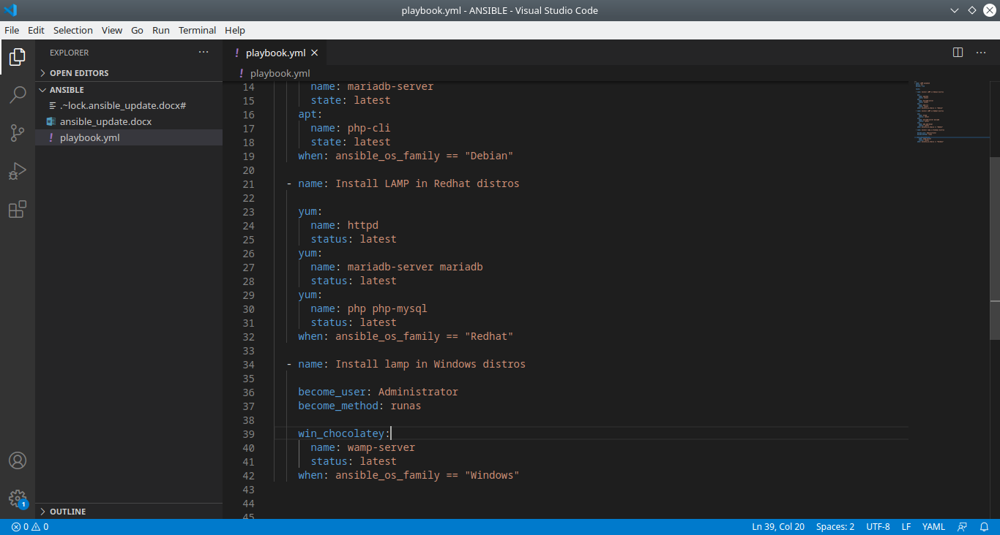 playbook.yml - ANSIBLE - Visual Studio Code
File Edit Selection View Go Run Terminal Help
EXPLORER
OPEN EDITORS
ANSIBLE
.~lock.ansible_update.docx#
ansible_update.docx
! playbook.yml
OUTLINE
! playbook.yml
! playbook.yml
14 name: mariadb-server
15 state: latest
16 apt:
17 name: php-cli
18 state: latest
19 when: ansible_os_family == "Debian"
20
21 - name: Install LAMP in Redhat distros
22
23 yum:
24 name: httpd
25 status: latest
26 yum:
27 name: mariadb-server mariadb
28 status: latest
29 yum:
30 name: php php-mysql
31 status: latest
32 when: ansible_os_family == "Redhat"
33
34 - name: Install lamp in Windows distros
35
36 become_user: Administrator
37 become_method: runas
38
39 win_chocolatey:
40 name: wamp-server
41 status: latest
42 when: ansible_os_family == "Windows"
43
44
45
1
0 0 Ln 39, Col 20 Spaces: 2 UTF-8 LF YAML